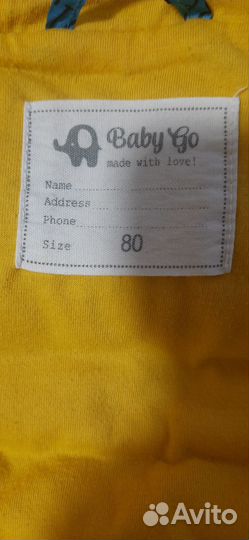 Baby Go
made with love!
Name
Address
Phone
Size 80
Avito